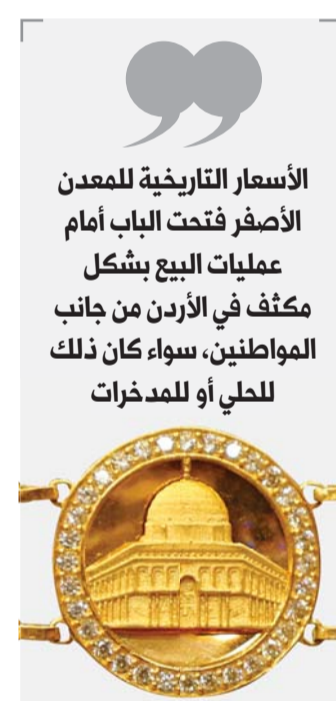 الأسعار التاريخية للمعدن
الأصفر فتحت الباب أمام
عمليات البيع بشكل
مكثف في الأردن من جانب
المواطنين، سواء كان ذلك
للحلي أو للمدخرات